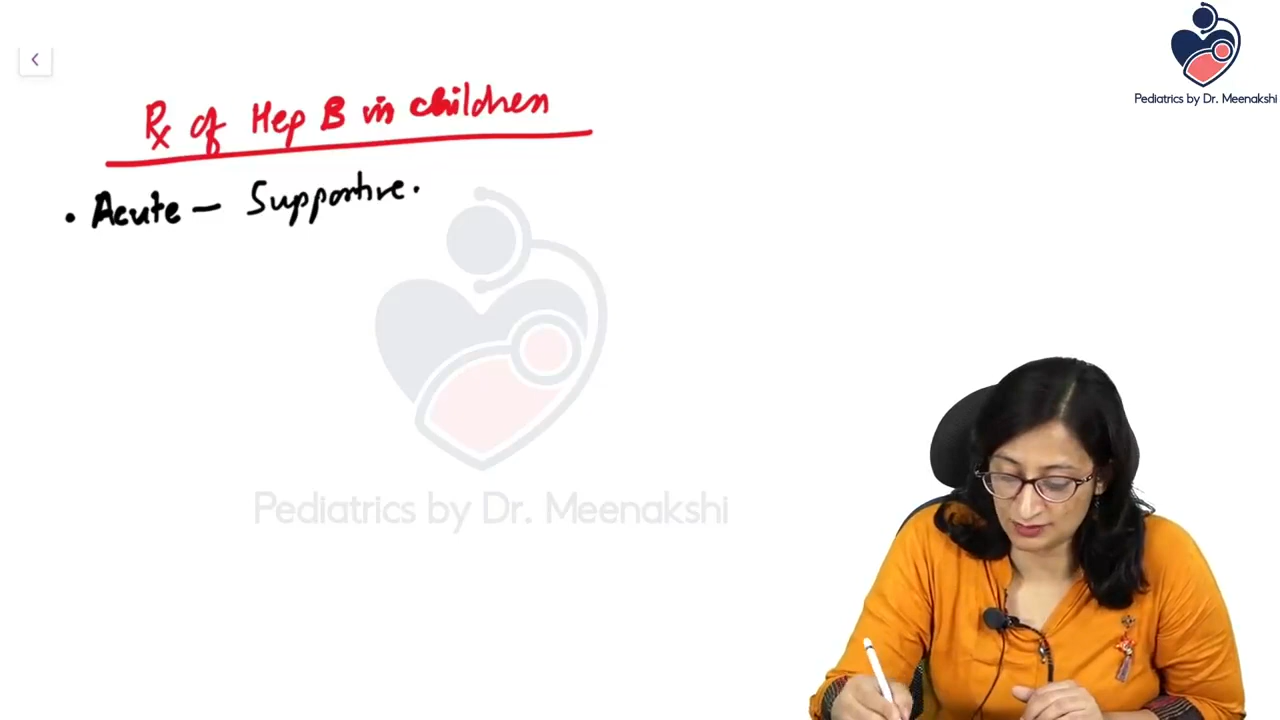 Pediatrics by Dr. Meenakshi
Rx of Hep B in children
• Acute – Supportive.
Pediatrics by Dr. Meenakshi